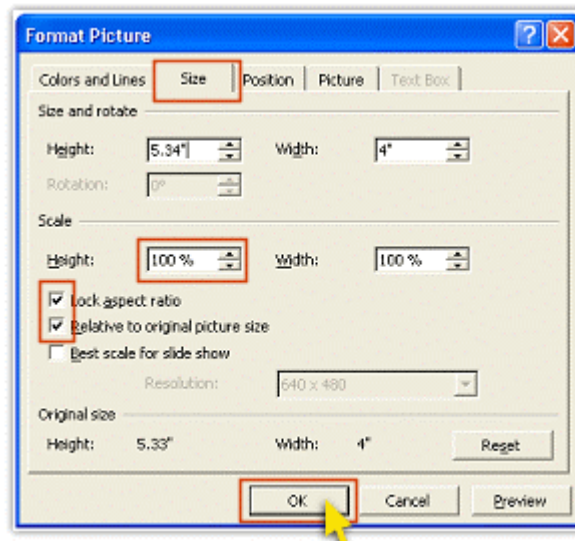 Format Picture
Colors and Lines Size Position Picture Text Box
Size and rotate
Height: 5.34" Width: 4"
Rotation: 0°
Scale
Height: 100 % Width: 100 %
Lock aspect ratio
Relative to original picture size
Best scale for slide show
Resolution: 640 x 480
Original size
Height: 5.33" Width: 4" Reset
OK Cancel Preview